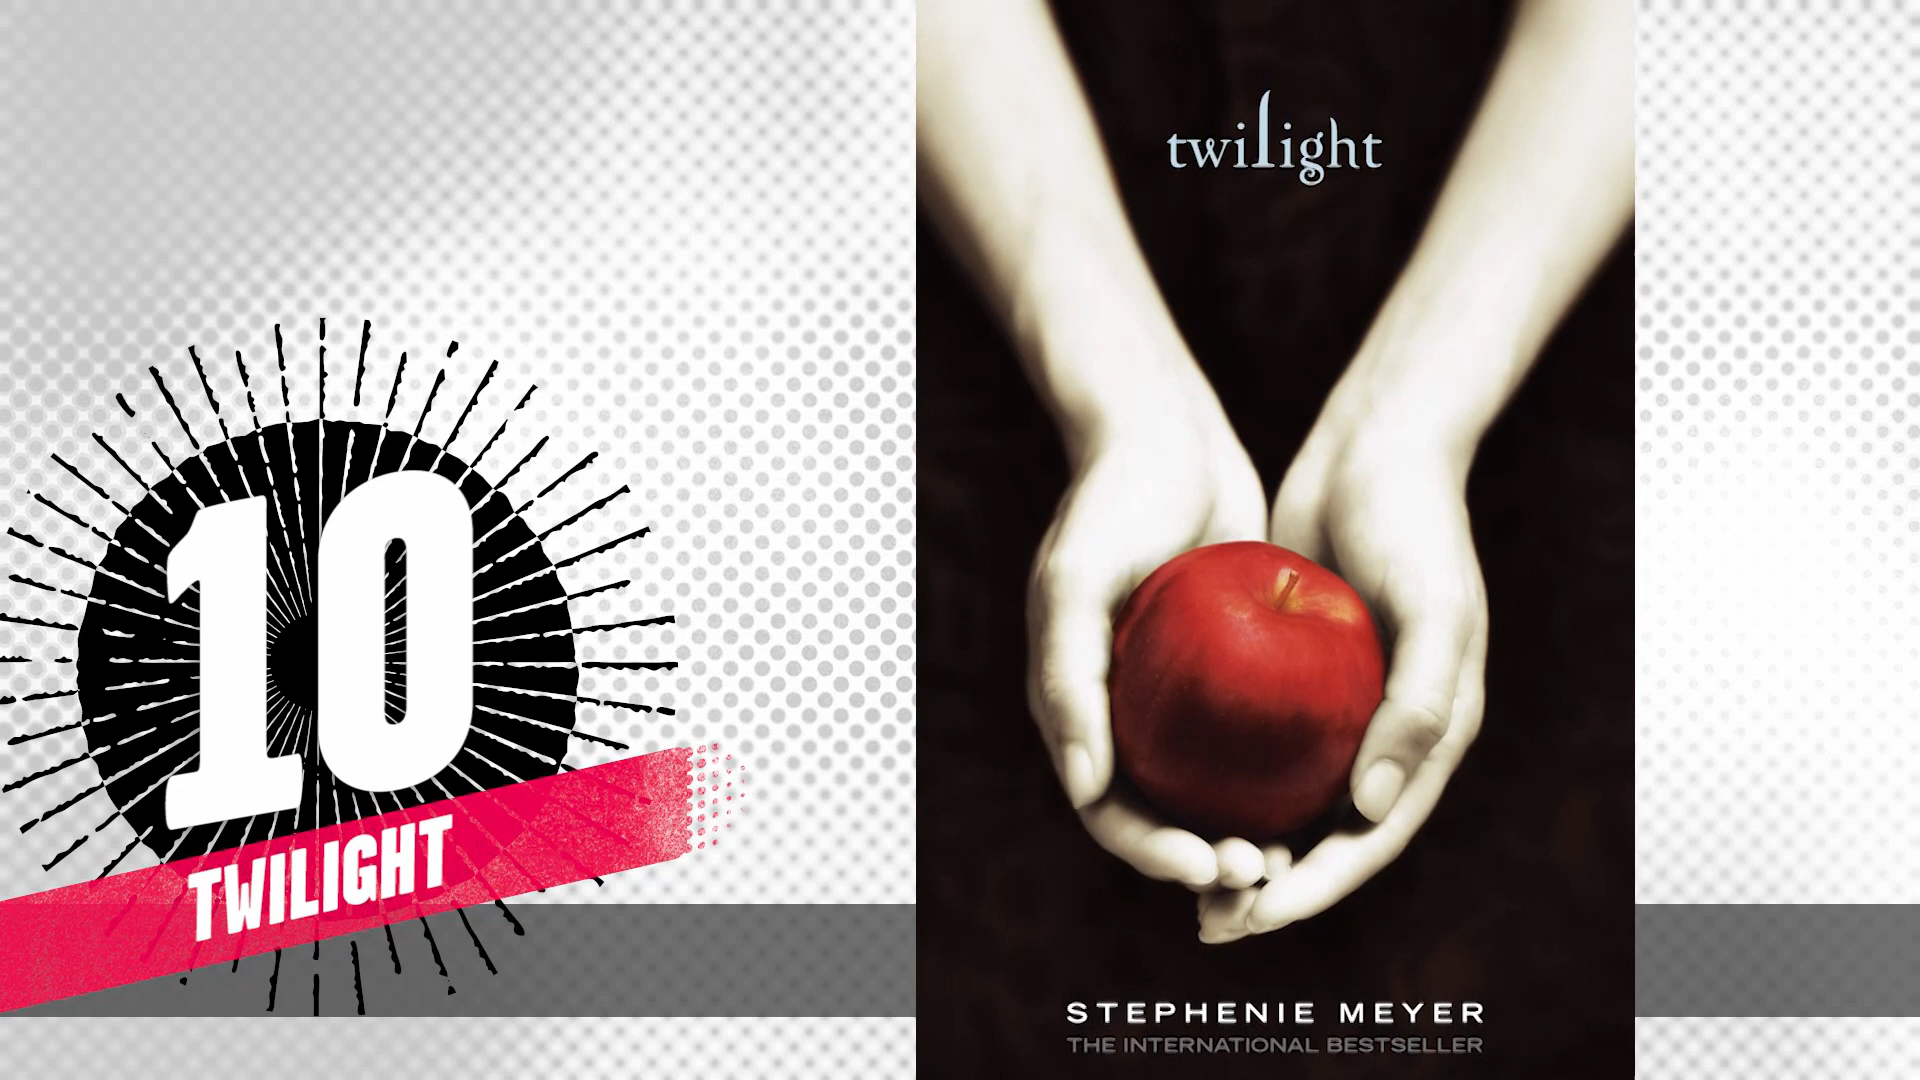 10
TWILIGHT
twilight
STEPHENIE MEYER
THE INTERNATIONAL BESTSELLER